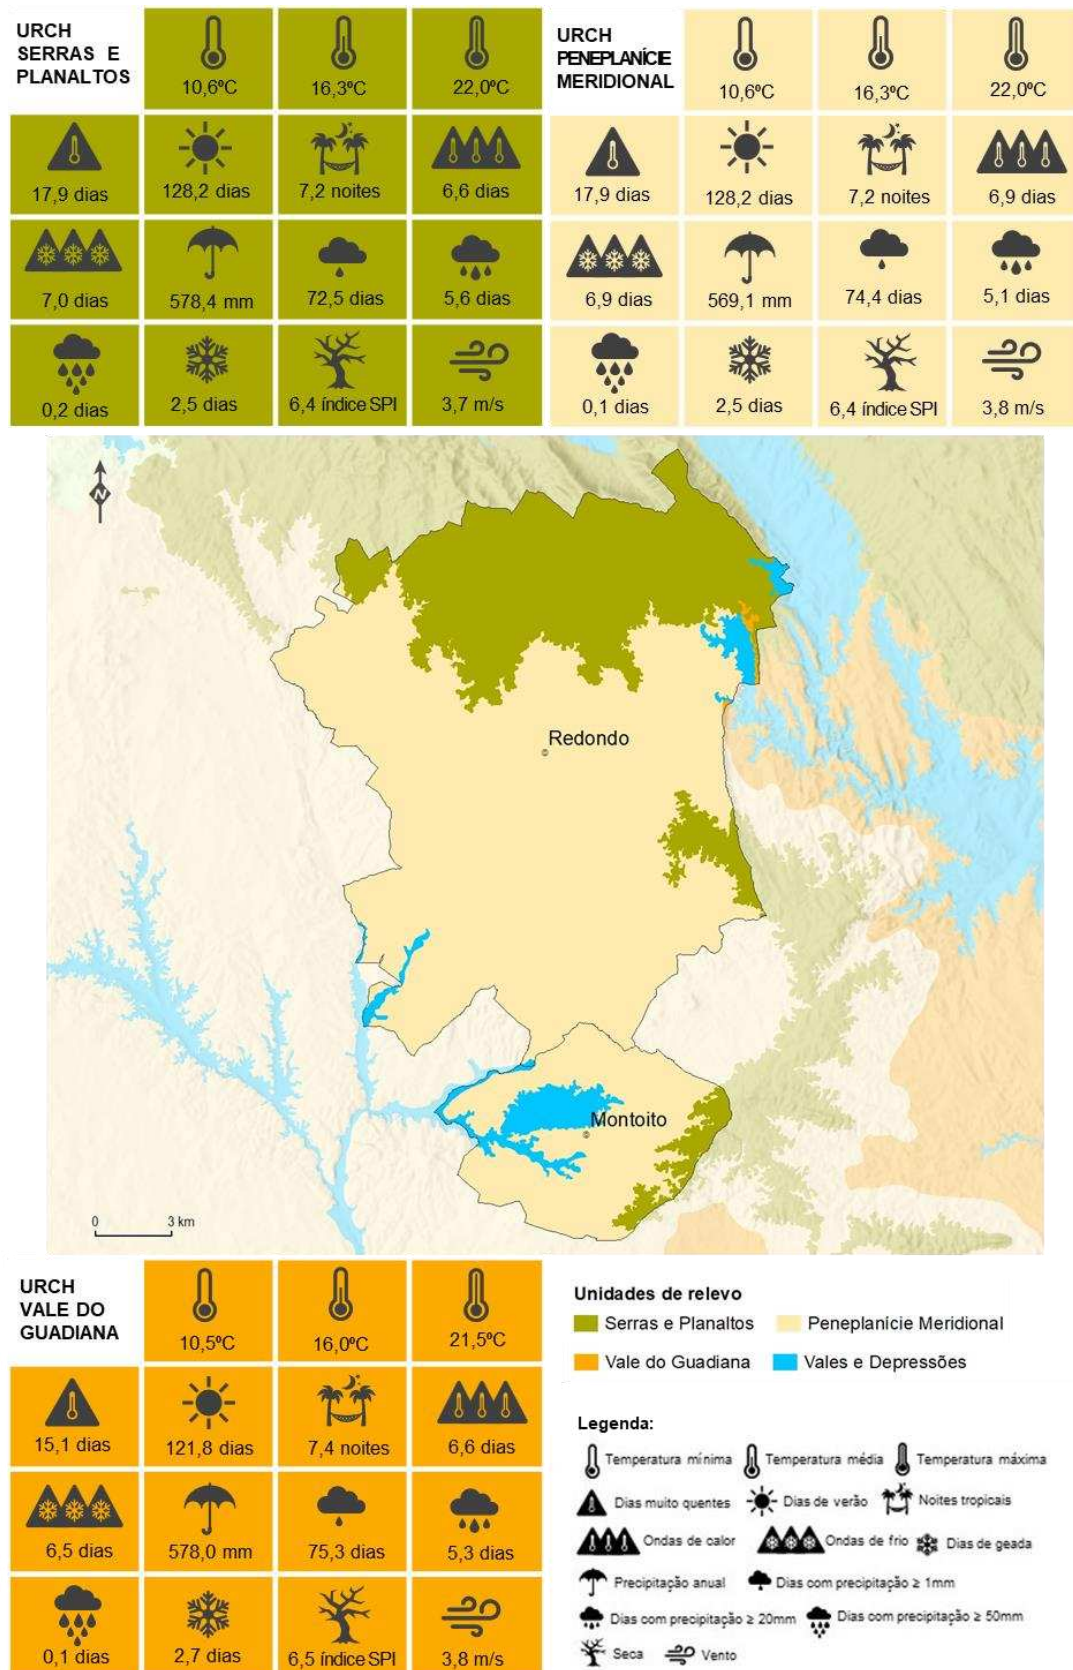 URCH
SERRAS E
PLANALTOS
10,6ºC
16,3ºC
22,0ºC
17,9 dias
128,2 dias
7,2 noites
6,6 dias
7,0 dias
578,4 mm
72,5 dias
5,6 dias
0,2 dias
2,5 dias
6,4 índice SPI
3,7 m/s
URCH
PENEPLANÍCIE
MERIDIONAL
10,6ºC
16,3ºC
22,0ºC
17,9 dias
128,2 dias
7,2 noites
6,9 dias
6,9 dias
569,1 mm
74,4 dias
5,1 dias
0,1 dias
2,5 dias
6,4 índice SPI
3,8 m/s
N
Redondo
Montoito
0 3 km
URCH
VALE DO
GUADIANA
10,5ºC
16,0ºC
21,5ºC
15,1 dias
121,8 dias
7,4 noites
6,6 dias
6,5 dias
578,0 mm
75,3 dias
5,3 dias
0,1 dias
2,7 dias
6,5 índice SPI
3,8 m/s
Unidades de relevo
Serras e Planaltos
Peneplanície Meridional
Vale do Guadiana
Vales e Depressões
Legenda:
Temperatura mínima
Temperatura média
Temperatura máxima
Dias muito quentes
Dias de verão
Noites tropicais
Ondas de calor
Ondas de frio
Dias de geada
Precipitação anual
Dias com precipitação ≥ 1mm
Dias com precipitação ≥ 20mm
Dias com precipitação ≥ 50mm
Seca
Vento